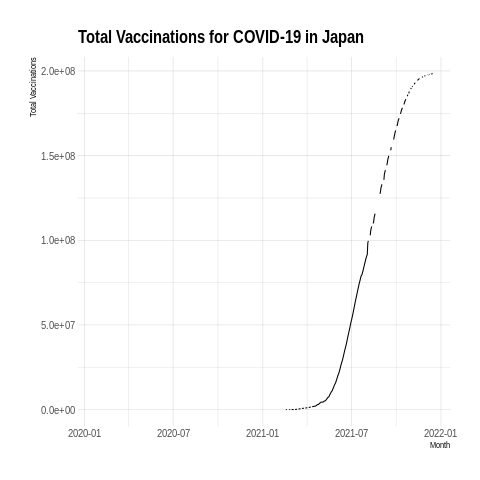 Total Vaccinations for COVID-19 in Japan
Total Vaccinations
2.0e+08
1.5e+08
1.0e+08
5.0e+07
0.0e+00
2020-01 2020-07 2021-01 2021-07 2022-01
Month